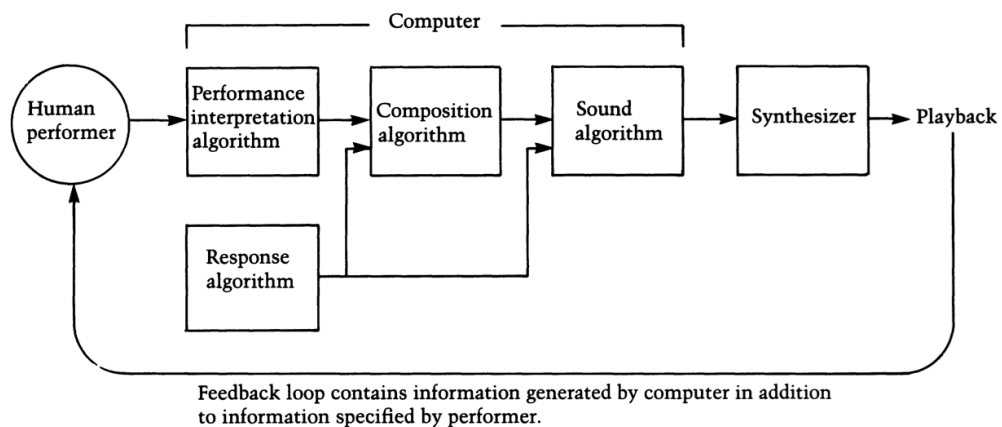 Computer
Human
performer
Performance
interpretation
algorithm
Composition
algorithm
Sound
algorithm
Synthesizer
Playback
Response
algorithm
Feedback loop contains information generated by computer in addition
to information specified by performer.